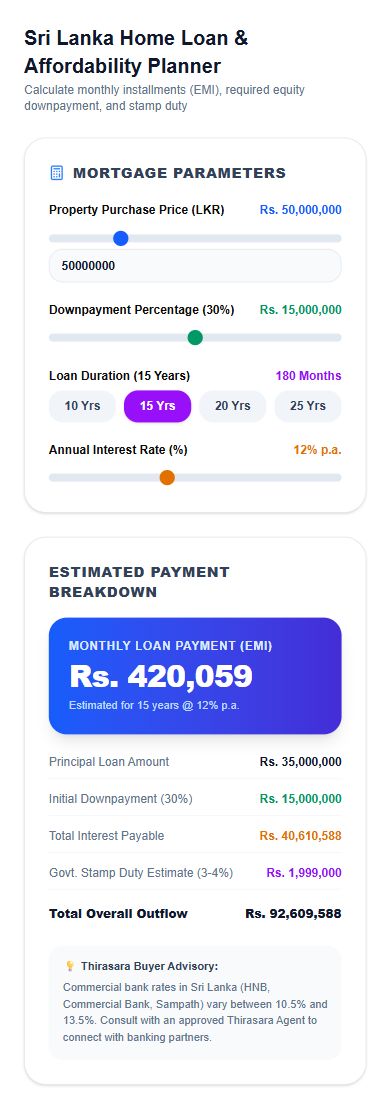 Sri Lanka Home Loan &
Affordability Planner
Calculate monthly installments (EMI), required equity
downpayment, and stamp duty
MORTGAGE PARAMETERS
Property Purchase Price (LKR) Rs. 50,000,000
50000000
Downpayment Percentage (30%) Rs. 15,000,000
Loan Duration (15 Years) 180 Months
10 Yrs 15 Yrs 20 Yrs 25 Yrs
Annual Interest Rate (%) 12% p.a.
ESTIMATED PAYMENT
BREAKDOWN
MONTHLY LOAN PAYMENT (EMI)
Rs. 420,059
Estimated for 15 years @ 12% p.a.
Principal Loan Amount Rs. 35,000,000
Initial Downpayment (30%) Rs. 15,000,000
Total Interest Payable Rs. 40,610,588
Govt. Stamp Duty Estimate (3-4%) Rs. 1,999,000
Total Overall Outflow Rs. 92,609,588
💡 Thirasara Buyer Advisory:
Commercial bank rates in Sri Lanka (HNB,
Commercial Bank, Sampath) vary between 10.5% and
13.5%. Consult with an approved Thirasara Agent to
connect with banking partners.